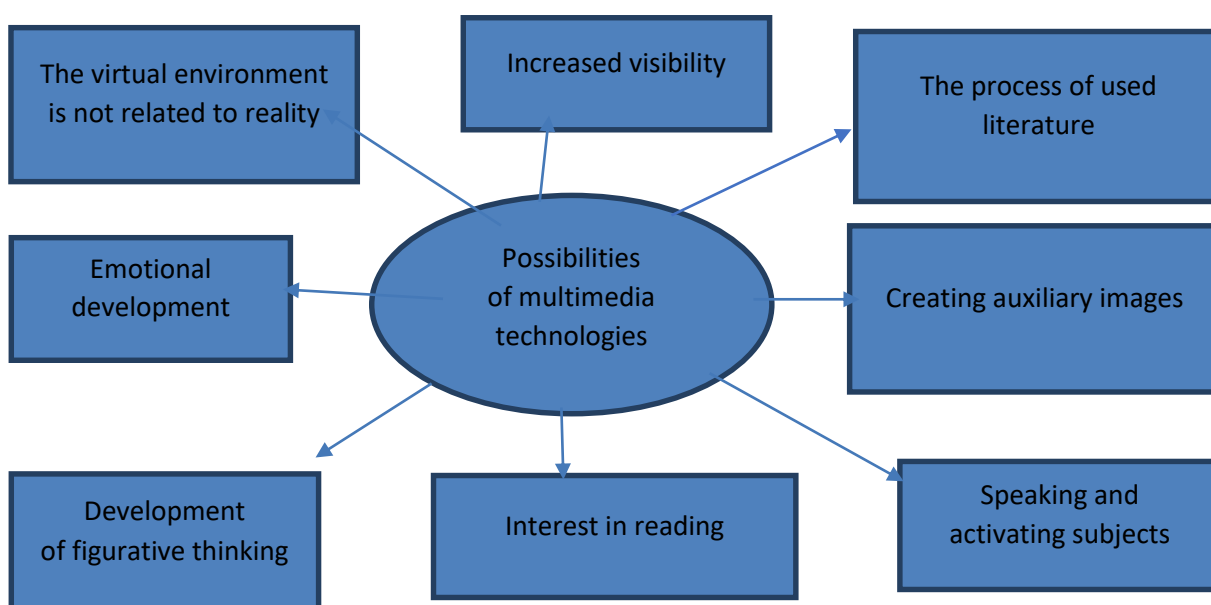 The virtual environment
is not related to reality
Increased visibility
The process of used
literature
Emotional
development
Possibilities
of multimedia
technologies
Creating auxiliary images
Development
of figurative thinking
Interest in reading
Speaking and
activating subjects